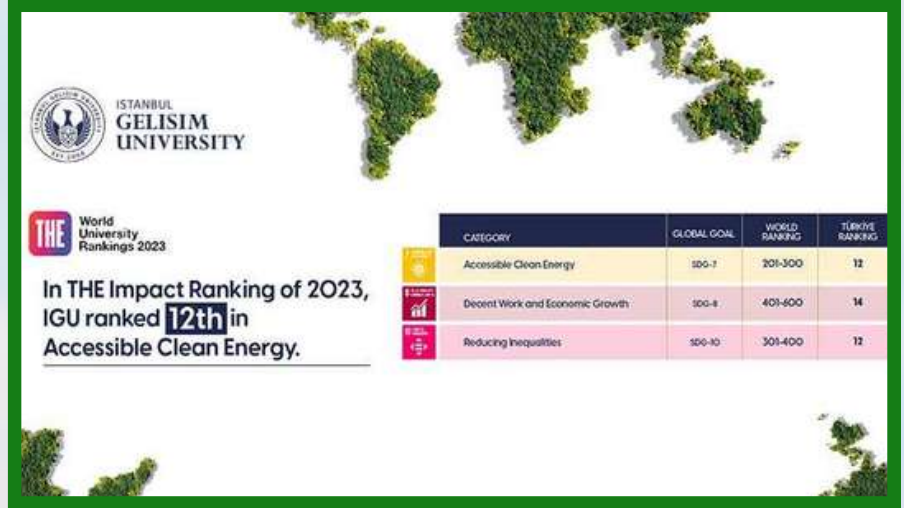 ISTANBUL
GELISIM
UNIVERSITY
THE
World
University
Rankings 2023
In THE Impact Ranking of 2023,
IGU ranked 12th in
Accessible Clean Energy.
CATEGORY GLOBAL GOAL WORLD RANKING TÜRKİYE RANKING
Accessible Clean Energy SDG-7 201-300 12
Decent Work and Economic Growth SDG-8 401-600 14
Reducing Inequalities SDG-10 301-400 12